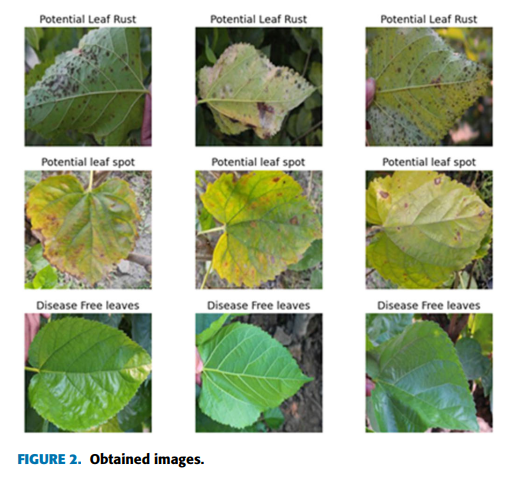 Potential Leaf Rust Potential Leaf Rust Potential Leaf Rust
Potential leaf spot Potential leaf spot Potential leaf spot
Disease Free leaves Disease Free leaves Disease Free leaves
FIGURE 2. Obtained images.